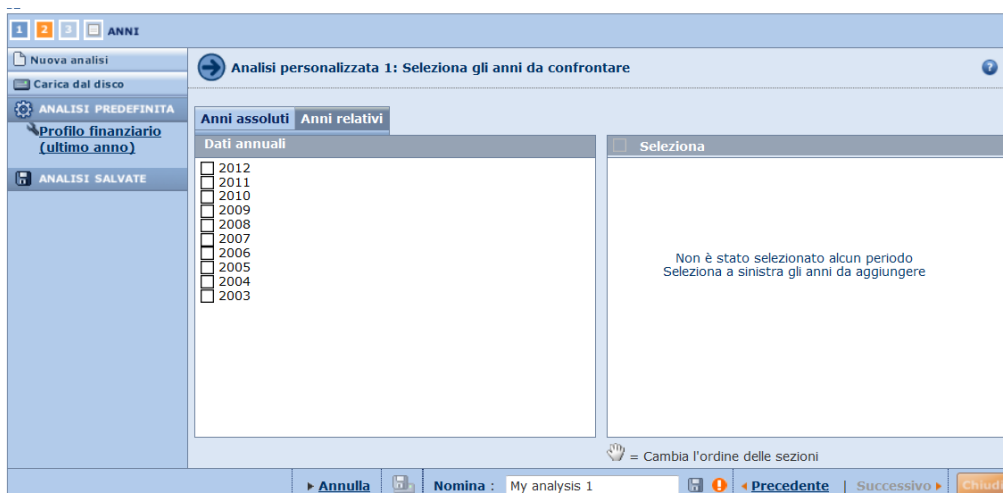 1 2 3 ANNI
Nuova analisi
Carica dal disco
ANALISI PREDEFINITA
Profilo finanziario
(ultimo anno)
ANALISI SALVATE
Analisi personalizzata 1: Seleziona gli anni da confrontare
?
Anni assoluti Anni relativi
Dati annuali
2012
2011
2010
2009
2008
2007
2006
2005
2004
2003
Seleziona
Non è stato selezionato alcun periodo
Seleziona a sinistra gli anni da aggiungere
= Cambia l'ordine delle sezioni
Annulla Nomina : My analysis 1 ! Precedente | Successivo Chiudi